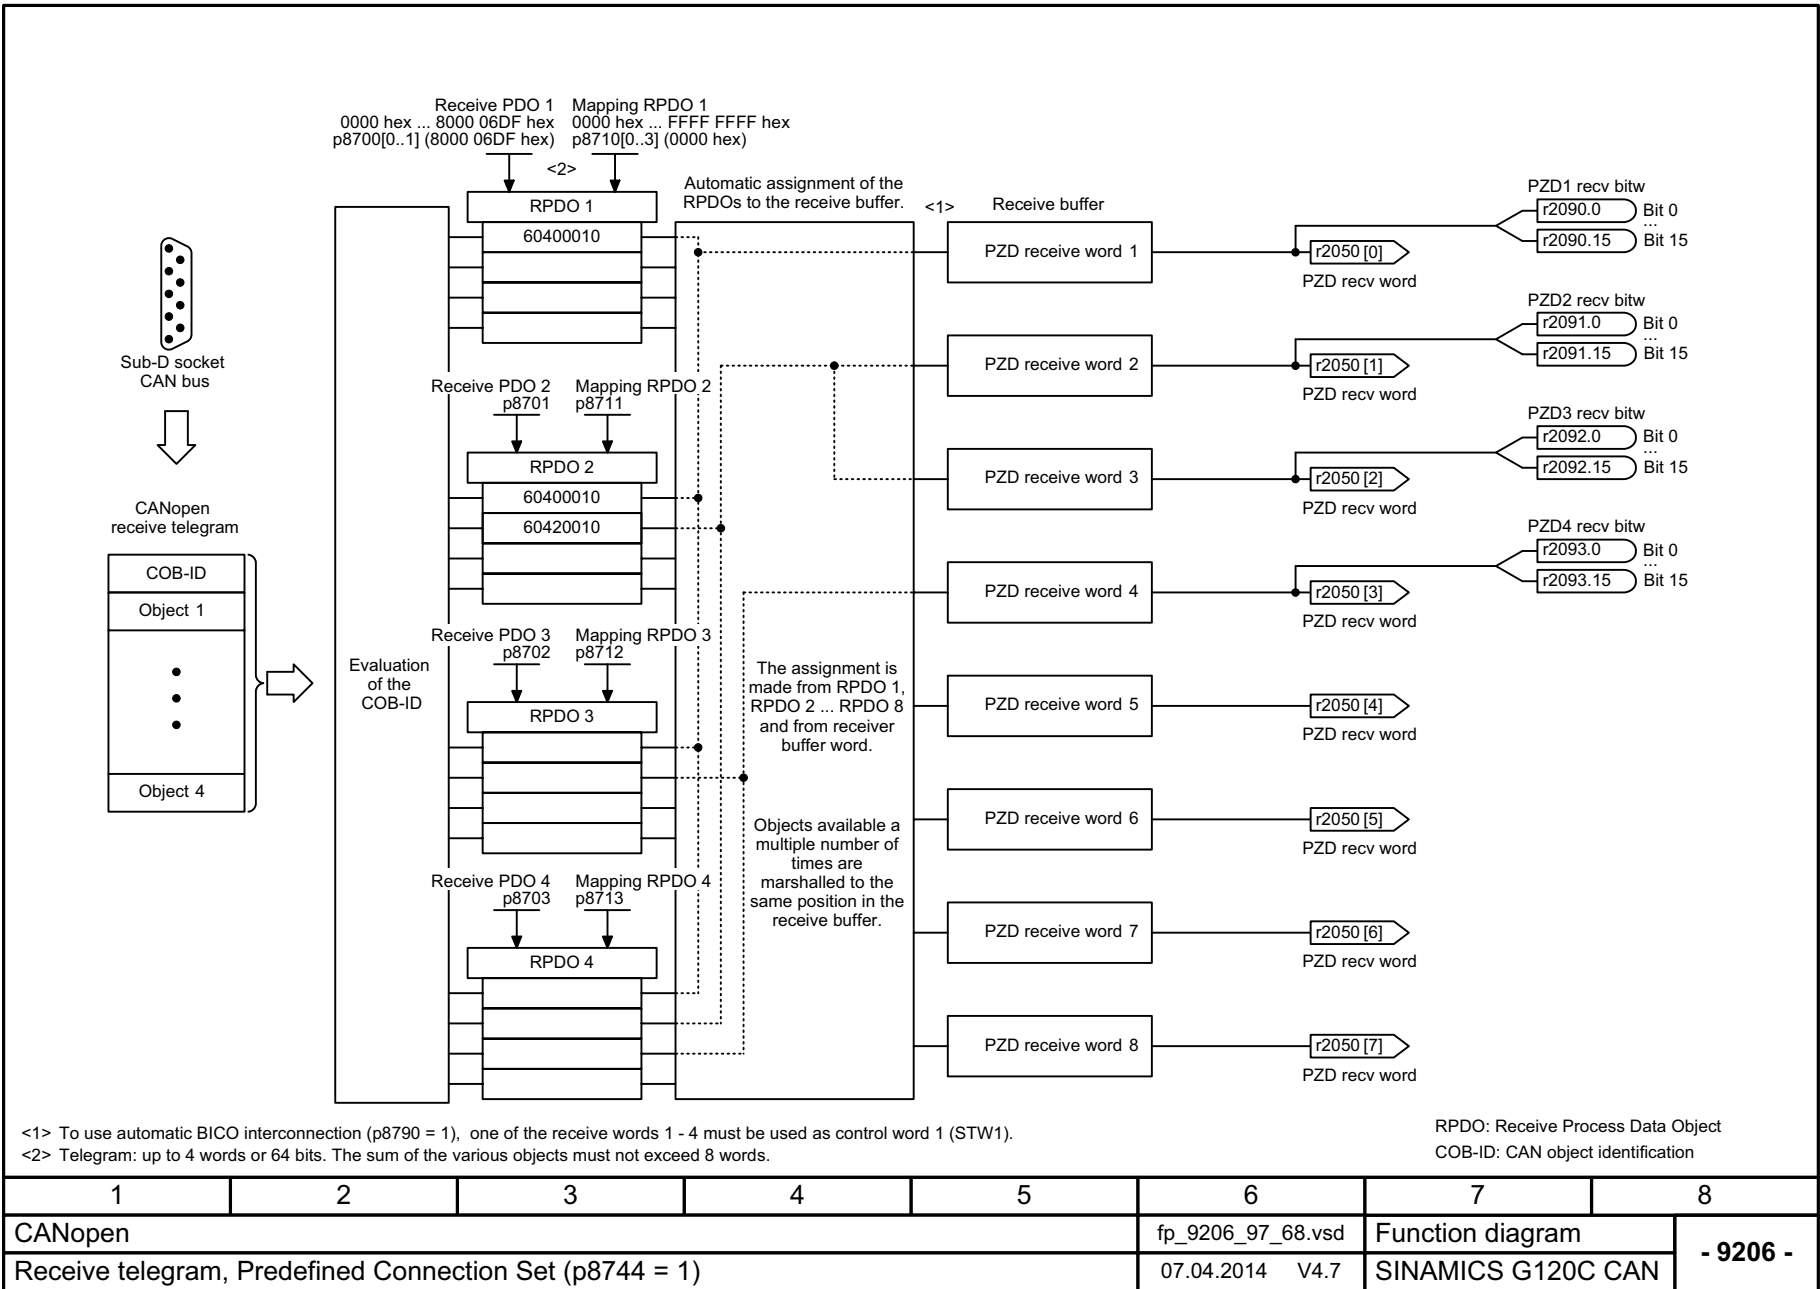 Receive PDO 1
0000 hex ... 8000 06DF hex
p8700[0..1] (8000 06DF hex)
Mapping RPDO 1
0000 hex ... FFFF FFFF hex
p8710[0..3] (0000 hex)
<2>
RPDO 1
60400010
Automatic assignment of the
RPDOs to the receive buffer.
<1>
Receive buffer
Sub-D socket
CAN bus
CANopen
receive telegram
COB-ID
Object 1
Object 4
Evaluation
of the
COB-ID
Receive PDO 2
p8701
Mapping RPDO 2
p8711
RPDO 2
60400010
60420010
Receive PDO 3
p8702
Mapping RPDO 3
p8712
RPDO 3
Receive PDO 4
p8703
Mapping RPDO 4
p8713
RPDO 4
The assignment is
made from RPDO 1,
RPDO 2 ... RPDO 8
and from receiver
buffer word.
Objects available a
multiple number of
times are
marshalled to the
same position in the
receive buffer.
PZD receive word 1
r2050 [0]
PZD recv word
PZD1 recv bitw
r2090.0 Bit 0
...
r2090.15 Bit 15
PZD receive word 2
r2050 [1]
PZD recv word
PZD2 recv bitw
r2091.0 Bit 0
...
r2091.15 Bit 15
PZD receive word 3
r2050 [2]
PZD recv word
PZD3 recv bitw
r2092.0 Bit 0
...
r2092.15 Bit 15
PZD receive word 4
r2050 [3]
PZD recv word
PZD4 recv bitw
r2093.0 Bit 0
...
r2093.15 Bit 15
PZD receive word 5
r2050 [4]
PZD recv word
PZD receive word 6
r2050 [5]
PZD recv word
PZD receive word 7
r2050 [6]
PZD recv word
PZD receive word 8
r2050 [7]
PZD recv word
<1> To use automatic BICO interconnection (p8790 = 1), one of the receive words 1 - 4 must be used as control word 1 (STW1).
<2> Telegram: up to 4 words or 64 bits. The sum of the various objects must not exceed 8 words.
RPDO: Receive Process Data Object
COB-ID: CAN object identification
1 2 3 4 5 6 7 8
CANopen
fp_9206_97_68.vsd
Function diagram
- 9206 -
Receive telegram, Predefined Connection Set (p8744 = 1)
07.04.2014 V4.7
SINAMICS G120C CAN